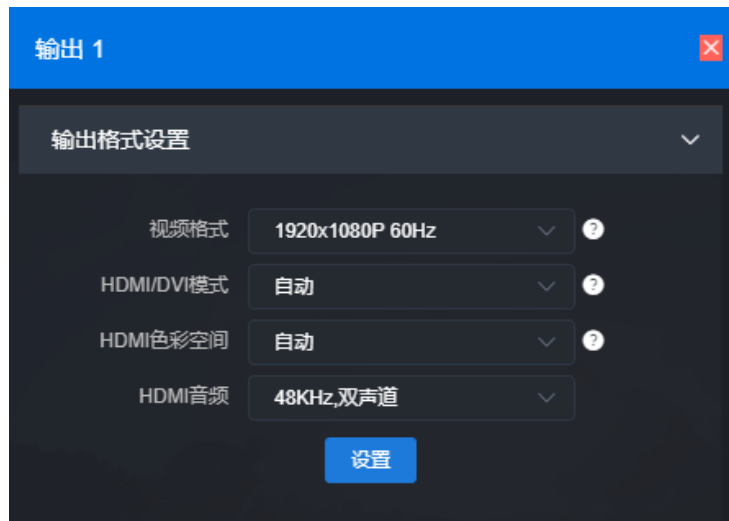 输出 1
输出格式设置
视频格式 1920x1080P 60Hz ?
HDMI/DVI模式 自动 ?
HDMI色彩空间 自动 ?
HDMI音频 48KHz,双声道
设置